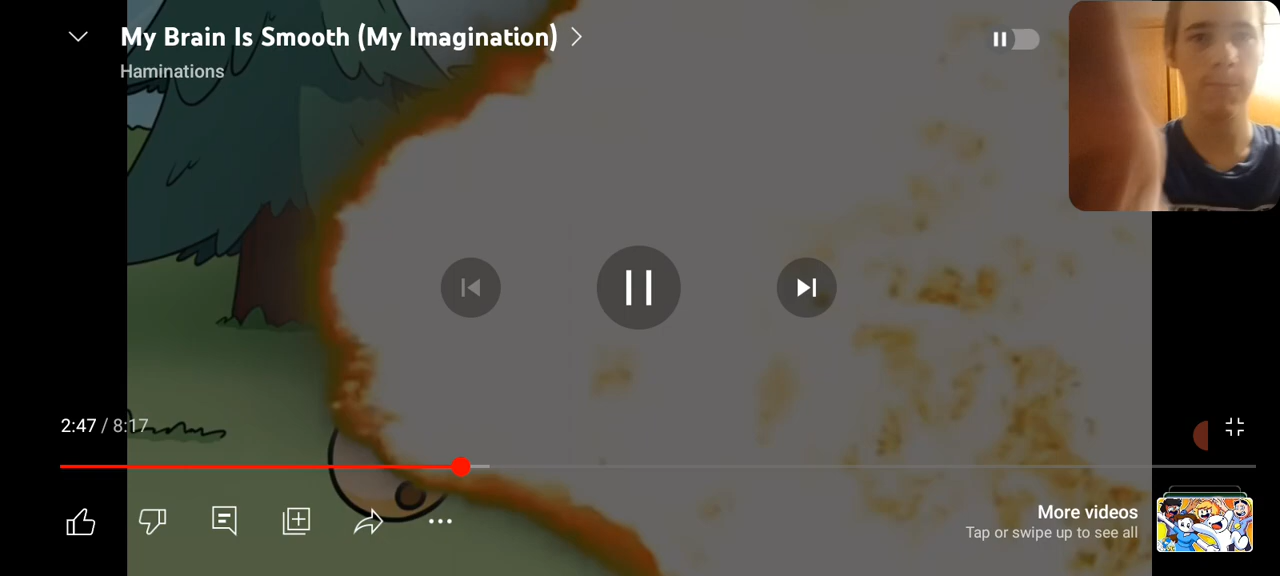 My Brain Is Smooth (My Imagination)
Haminations
2:47 / 8:17
More videos
Tap or swipe up to see all